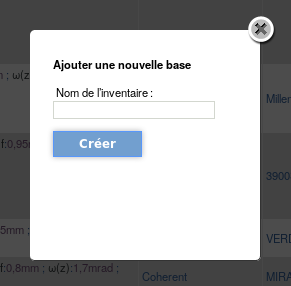 Ajouter une nouvelle base
Nom de l'inventaire :
Créer
m ; ω(z
Miller
f:0,95
3900
5mm ;
VERD
f:0,8mm ; ω(z):1,7mrad ;
Coherent
MIRA